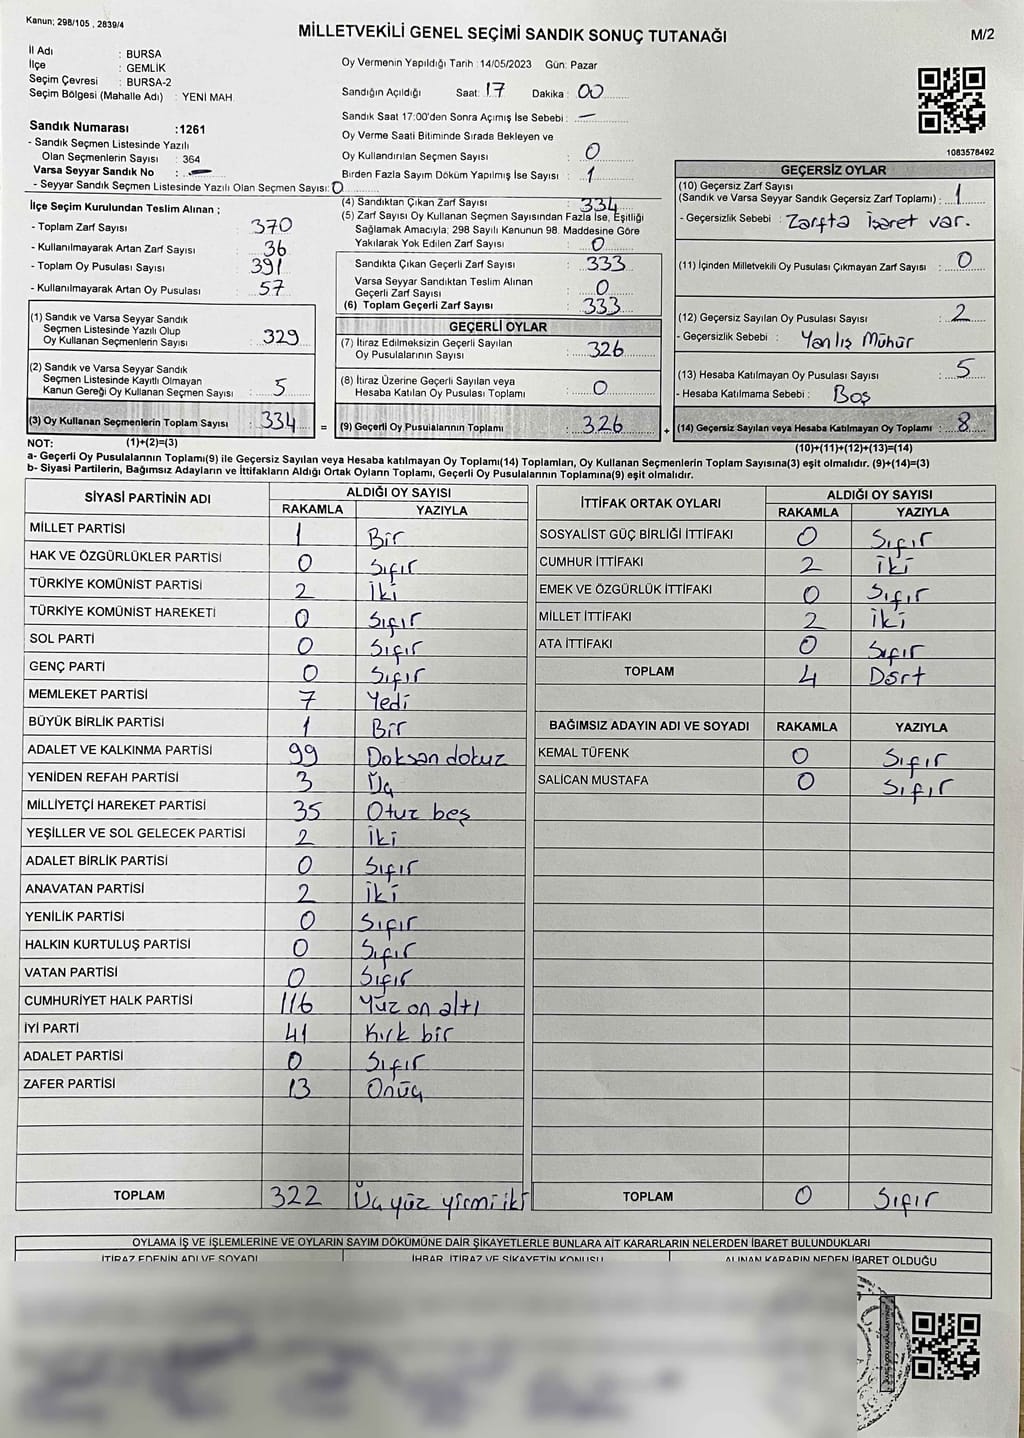 Kanun; 298/105 , 2839/4
MİLLETVEKİLİ GENEL SEÇİMİ SANDIK SONUÇ TUTANAĞI
M/2
İl Adı : BURSA
İlçe : GEMLİK
Seçim Çevresi : BURSA-2
Seçim Bölgesi (Mahalle Adı) : YENİ MAH.
Oy Vermenin Yapıldığı Tarih : 14/05/2023 Gün: Pazar
Sandığın Açıldığı Saat: 17 Dakika : 00
Sandık Saat 17:00'den Sonra Açımış İse Sebebi : —
Oy Verme Saati Bitiminde Sırada Bekleyen ve
Oy Kullandırılan Seçmen Sayısı : 0
Birden Fazla Sayım Döküm Yapılmış İse Sayısı : 1
1083578492
Sandık Numarası :1261
- Sandık Seçmen Listesinde Yazılı
Olan Seçmenlerin Sayısı : 364
Varsa Seyyar Sandık No : —
- Seyyar Sandık Seçmen Listesinde Yazılı Olan Seçmen Sayısı: 0
İlçe Seçim Kurulundan Teslim Alınan ;
- Toplam Zarf Sayısı : 370
- Kullanılmayarak Artan Zarf Sayısı : 36
- Toplam Oy Pusulası Sayısı : 391
- Kullanılmayarak Artan Oy Pusulası : 57
(1) Sandık ve Varsa Seyyar Sandık
Seçmen Listesinde Yazılı Olup
Oy Kullanan Seçmenlerin Sayısı : 329
(2) Sandık ve Varsa Seyyar Sandık
Seçmen Listesinde Kayıtlı Olmayan
Kanun Gereği Oy Kullanan Seçmen Sayısı : 5
(3) Oy Kullanan Seçmenlerin Toplam Sayısı : 334
(4) Sandıktan Çıkan Zarf Sayısı : 334
(5) Zarf Sayısı Oy Kullanan Seçmen Sayısından Fazla İse, Eşitliği
Sağlamak Amacıyla; 298 Sayılı Kanunun 98. Maddesine Göre
Yakılarak Yok Edilen Zarf Sayısı : 0
Sandıkta Çıkan Geçerli Zarf Sayısı : 333
Varsa Seyyar Sandıktan Teslim Alınan
Geçerli Zarf Sayısı : 0
(6) Toplam Geçerli Zarf Sayısı : 333
GEÇERLİ OYLAR
(7) İtiraz Edilmeksizin Geçerli Sayılan
Oy Pusulalarının Sayısı : 326
(8) İtiraz Üzerine Geçerli Sayılan veya
Hesaba Katılan Oy Pusulası Toplamı : 0
= (9) Geçerli Oy Pusulalarının Toplamı : 326
GEÇERSİZ OYLAR
(10) Geçersiz Zarf Sayısı
(Sandık ve Varsa Seyyar Sandık Geçersiz Zarf Toplamı) : 1
- Geçersizlik Sebebi : Zarfta İşaret var.
(11) İçinden Milletvekili Oy Pusulası Çıkmayan Zarf Sayısı : 0
(12) Geçersiz Sayılan Oy Pusulası Sayısı : 2
- Geçersizlik Sebebi : Yanlış Mühür
(13) Hesaba Katılmayan Oy Pusulası Sayısı : 5
- Hesaba Katılmama Sebebi : Boş
+ (14) Geçersiz Sayılan veya Hesaba Katılmayan Oy Toplamı : 8
NOT: (1)+(2)=(3)
(10)+(11)+(12)+(13)=(14)
a- Geçerli Oy Pusulalarının Toplamı(9) ile Geçersiz Sayılan veya Hesaba katılmayan Oy Toplamı(14) Toplamları, Oy Kullanan Seçmenlerin Toplam Sayısına(3) eşit olmalıdır. (9)+(14)=(3)
b- Siyasi Partilerin, Bağımsız Adayların ve İttifakların Aldığı Ortak Oyların Toplamı, Geçerli Oy Pusulalarının Toplamına(9) eşit olmalıdır.
SİYASİ PARTİNİN ADI ALDIĞI OY SAYISI
RAKAMLA YAZIYLA
MİLLET PARTİSİ 1 Bir
HAK VE ÖZGÜRLÜKLER PARTİSİ 0 Sıfır
TÜRKİYE KOMÜNİST PARTİSİ 2 İki
TÜRKİYE KOMÜNİST HAREKETİ 0 Sıfır
SOL PARTİ 0 Sıfır
GENÇ PARTİ 0 Sıfır
MEMLEKET PARTİSİ 7 Yedi
BÜYÜK BİRLİK PARTİSİ 1 Bir
ADALET VE KALKINMA PARTİSİ 99 Doksan dokuz
YENİDEN REFAH PARTİSİ 3 Üç
MİLLİYETÇİ HAREKET PARTİSİ 35 Otuz beş
YEŞİLLER VE SOL GELECEK PARTİSİ 2 İki
ADALET BİRLİK PARTİSİ 0 Sıfır
ANAVATAN PARTİSİ 2 İki
YENİLİK PARTİSİ 0 Sıfır
HALKIN KURTULUŞ PARTİSİ 0 Sıfır
VATAN PARTİSİ 0 Sıfır
CUMHURİYET HALK PARTİSİ 116 Yüz on altı
İYİ PARTİ 41 Kırk bir
ADALET PARTİSİ 0 Sıfır
ZAFER PARTİSİ 13 Onüç
TOPLAM 322 Üç yüz yirmi iki
İTTİFAK ORTAK OYLARI ALDIĞI OY SAYISI
RAKAMLA YAZIYLA
SOSYALİST GÜÇ BİRLİĞİ İTTİFAKI 0 Sıfır
CUMHUR İTTİFAKI 2 İki
EMEK VE ÖZGÜRLÜK İTTİFAKI 0 Sıfır
MİLLET İTTİFAKI 2 İki
ATA İTTİFAKI 0 Sıfır
TOPLAM 4 Dört
BAĞIMSIZ ADAYIN ADI VE SOYADI RAKAMLA YAZIYLA
KEMAL TÜFENK 0 Sıfır
SALİCAN MUSTAFA 0 Sıfır
TOPLAM 0 Sıfır
OYLAMA İŞ VE İŞLEMLERİNE VE OYLARIN SAYIM DÖKÜMÜNE DAİR ŞİKAYETLERLE BUNLARA AİT KARARLARIN NELERDEN İBARET BULUNDUKLARI
İTİRAZ EDENİN ADI VE SOYADI İHBAR, İTİRAZ VE ŞİKAYETİN KONUSU ALINAN KARARIN NEDEN İBARET OLDUĞU